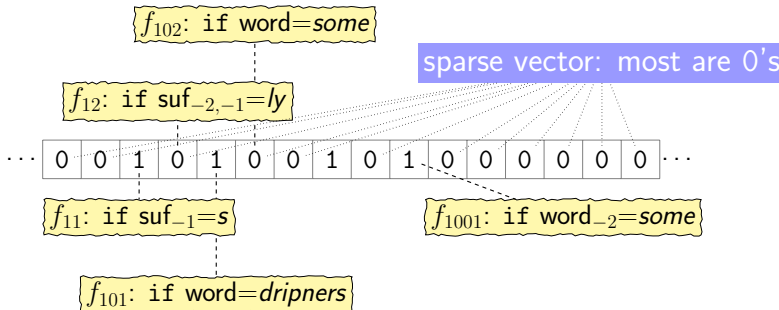 f₁₀₂: if word=some
sparse vector: most are 0's
f₁₂: if suf₋₂,₋₁=ly
··· 0 0 1 0 1 0 0 1 0 1 0 0 0 0 0 0 ···
f₁₁: if suf₋₁=s
f₁₀₀₁: if word₋₂=some
f₁₀₁: if word=dripners